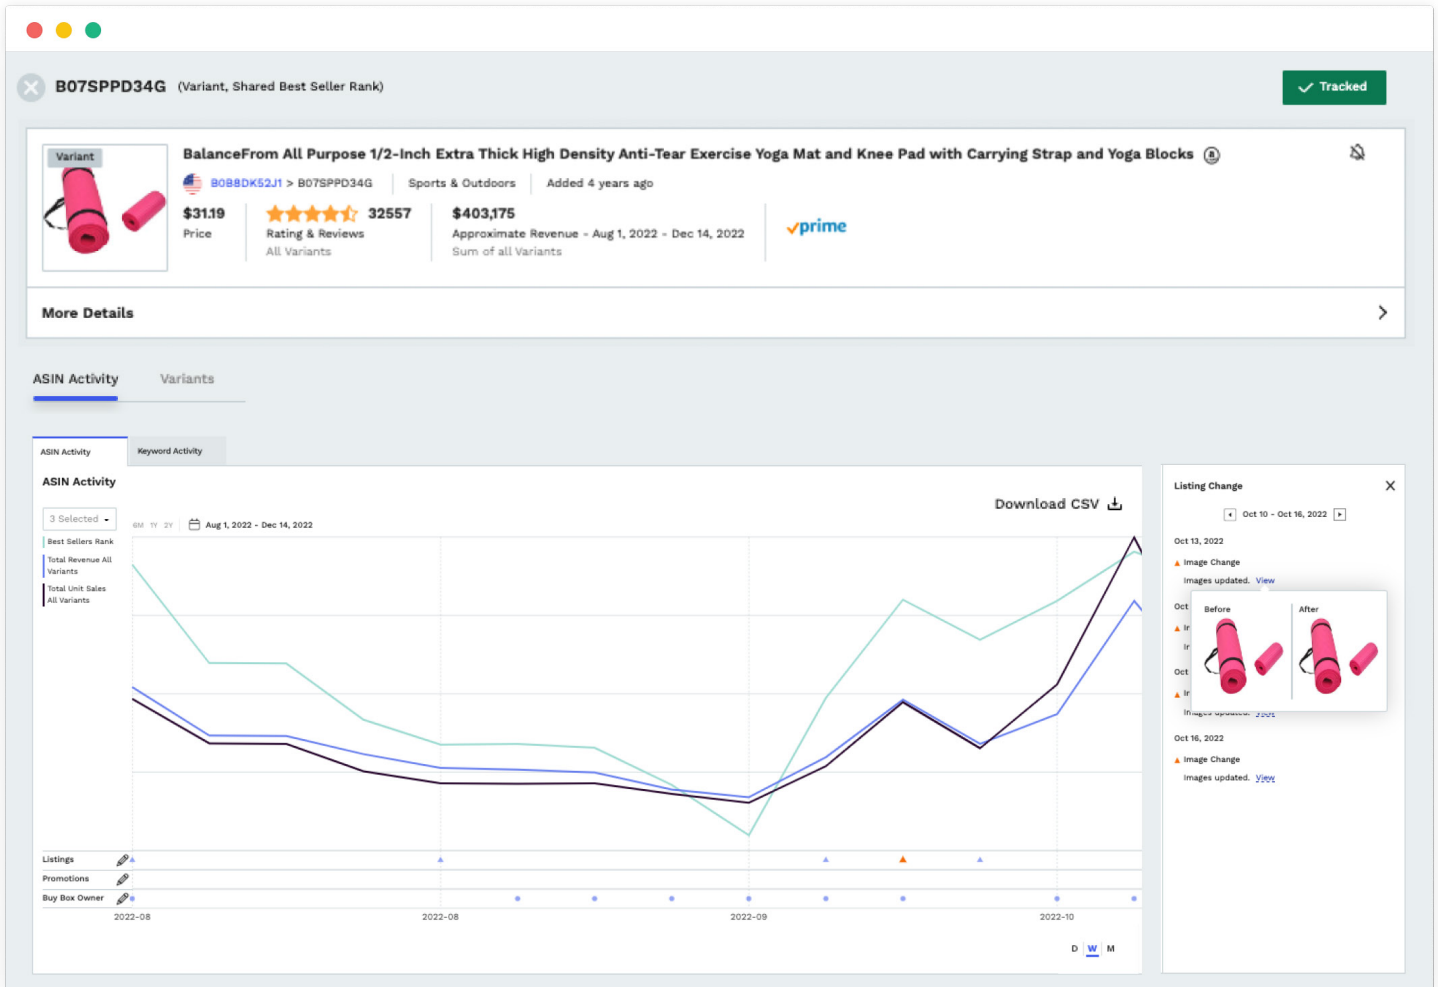 B07SPPD34G (Variant, Shared Best Seller Rank)
Tracked
Variant
BalanceFrom All Purpose 1/2-Inch Extra Thick High Density Anti-Tear Exercise Yoga Mat and Knee Pad with Carrying Strap and Yoga Blocks
B0B8DK52J1 > B07SPPD34G
Sports & Outdoors
Added 4 years ago
$31.19
Price
32557
Rating & Reviews
All Variants
$403,175
Approximate Revenue - Aug 1, 2022 - Dec 14, 2022
Sum of all Variants
prime
More Details
ASIN Activity
Variants
ASIN Activity
Keyword Activity
ASIN Activity
Download CSV
3 Selected
6M 1Y 2Y
Aug 1, 2022 - Dec 14, 2022
Best Sellers Rank
Total Revenue All
Variants
Total Unit Sales
All Variants
Listings
Promotions
Buy Box Owner
2022-08
2022-08
2022-09
2022-10
D W M
Listing Change
Oct 10 - Oct 16, 2022
Oct 13, 2022
Image Change
Images updated. View
Oct
Before
After
Oct
Images updated. View
Oct 16, 2022
Image Change
Images updated. View